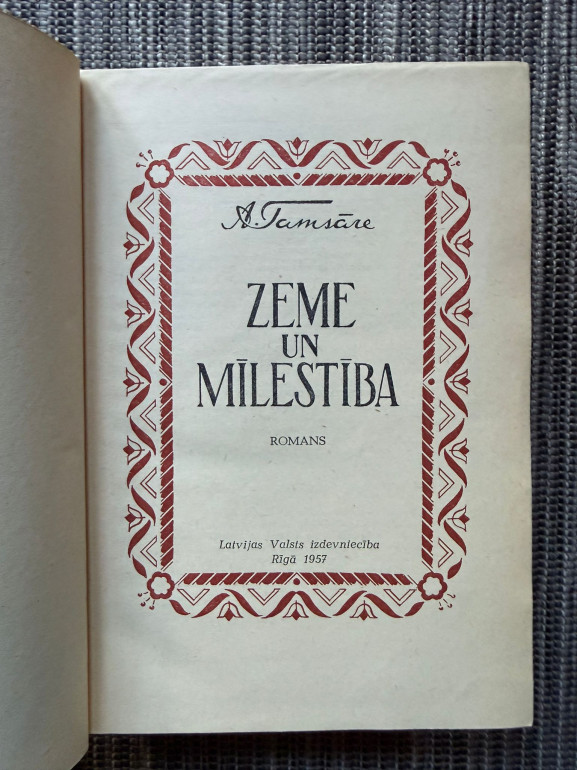 A. Tamsāre
ZEME
UN
MĪLESTĪBA
ROMANS
Latvijas Valsts izdevniecība
Rīgā 1957